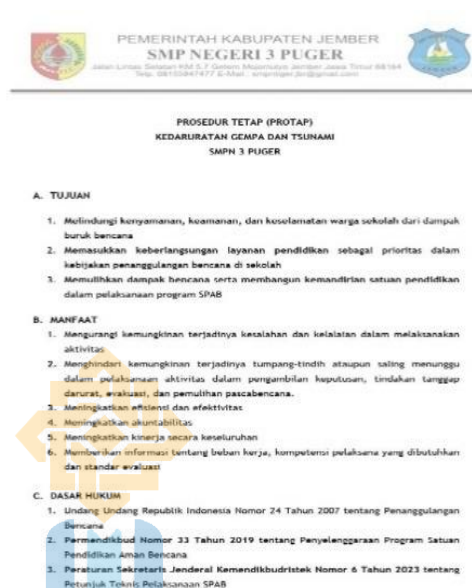 PEMERINTAH KABUPATEN JEMBER
SMP NEGERI 3 PUGER
PROSEDUR TETAP (PROTAP)
KEDARURATAN GEMPA DAN TSUNAMI
SMPN 3 PUGER
A. TUJUAN
1. Melindungi kenyamanan, keamanan, dan keselamatan warga sekolah dari dampak
buruk bencana
2. Memasukkan keberlangsungan layanan pendidikan sebagai prioritas dalam
kebijakan penanggulangan bencana di sekolah
3. Memulihkan dampak bencana serta membangun kemandirian satuan pendidikan
dalam pelaksanaan program SPAB
B. MANFAAT
1. Mengurangi kemungkinan terjadinya kesalahan dan kelalaian dalam melaksanakan
aktivitas
2. Menghindari kemungkinan terjadinya tumpang-tindih ataupun saling menunggu
dalam pelaksanaan aktivitas dalam pengambilan keputusan, tindakan tanggap
darurat, evakuasi, dan pemulihan pascabencana.
3. Meningkatkan efisiensi dan efektivitas
4. Meningkatkan akuntabilitas
5. Meningkatkan kinerja secara keseluruhan
6. Memberikan informasi tentang beban kerja, kompetensi pelaksana yang dibutuhkan
dan standar evaluasi
C. DASAR HUKUM
1. Undang Undang Republik Indonesia Nomor 24 Tahun 2007 tentang Penanggulangan
Bencana
2. Permendikbud Nomor 33 Tahun 2019 tentang Penyelenggaraan Program Satuan
Pendidikan Aman Bencana
3. Peraturan Sekretaris Jenderal Kemendikbudristek Nomor 6 Tahun 2023 tentang
Petunjuk Teknis Pelaksanaan SPAB